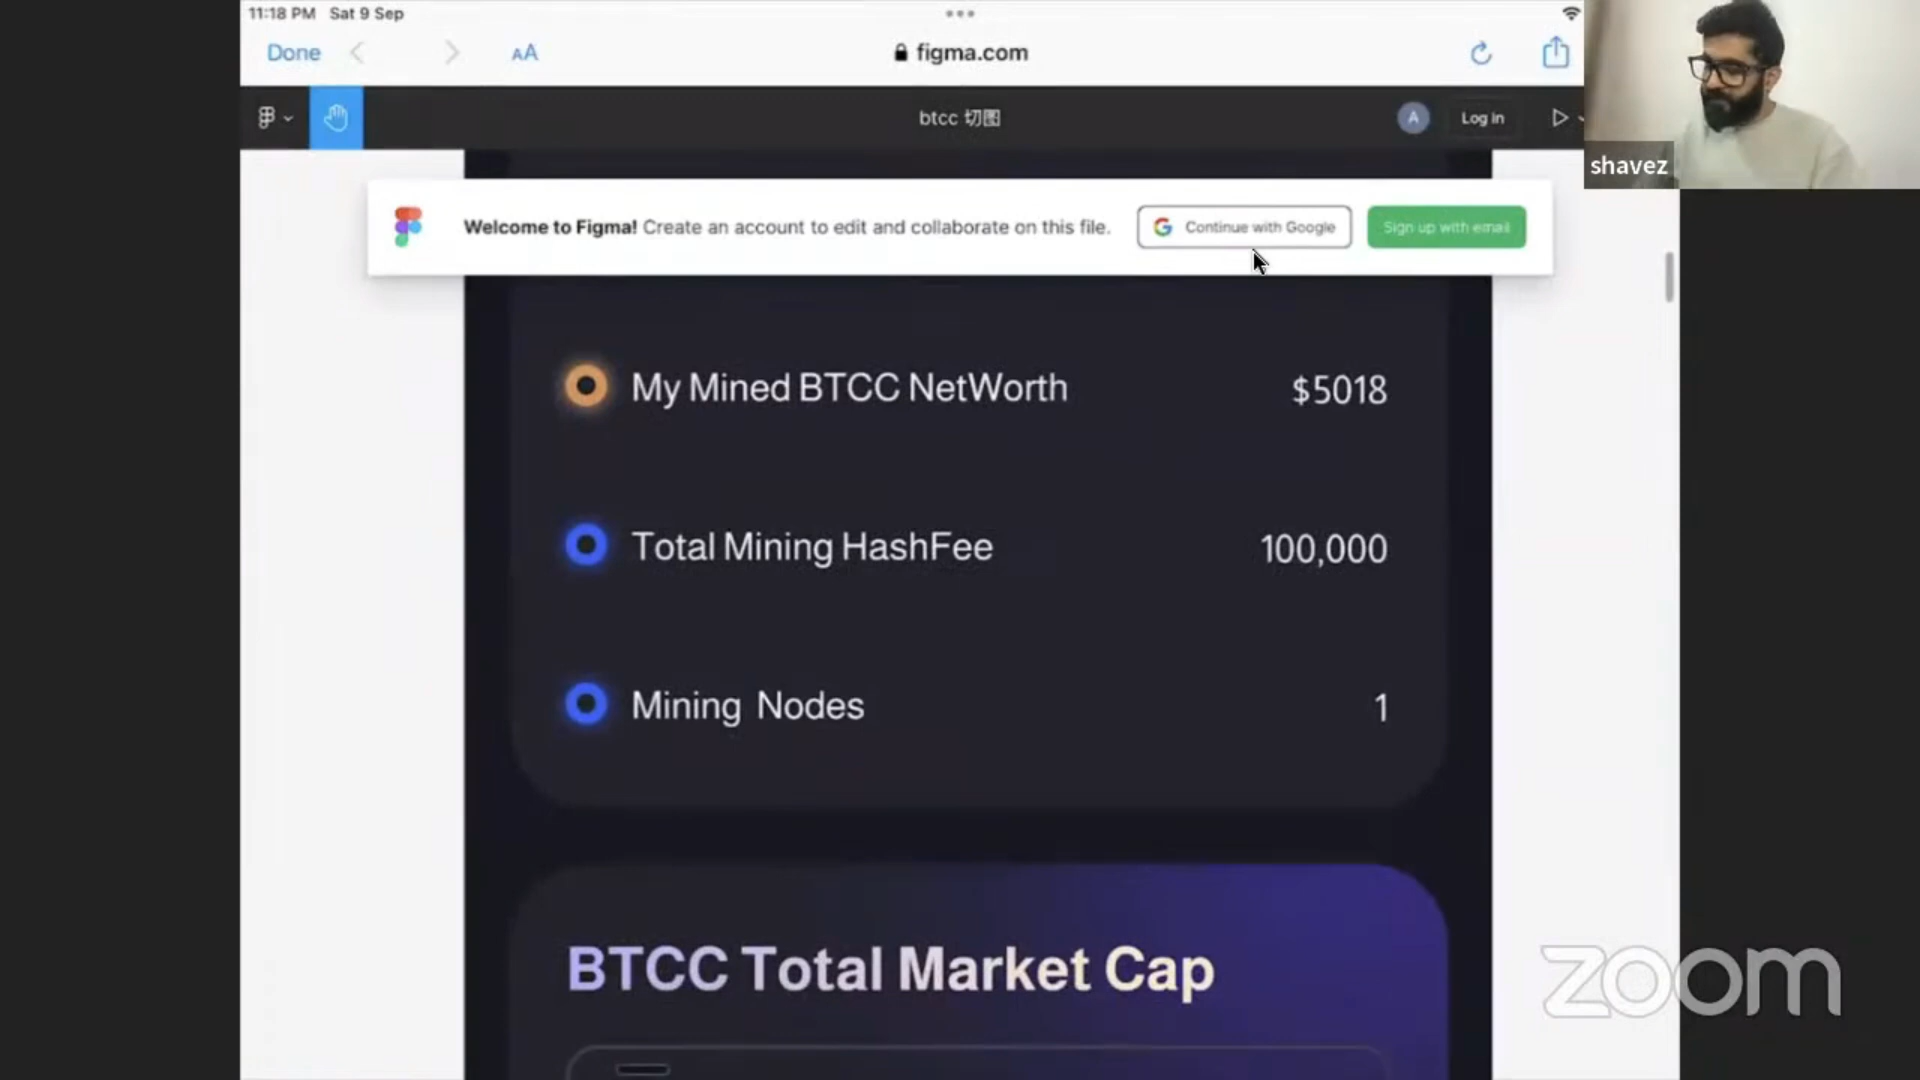 11:18 PM Sat 9 Sep
Done
AA
figma.com
btcc 切图
A
Log in
shavez
Welcome to Figma! Create an account to edit and collaborate on this file.
Continue with Google
Sign up with email
My Mined BTCC NetWorth $5018
Total Mining HashFee 100,000
Mining Nodes 1
BTCC Total Market Cap
zoom